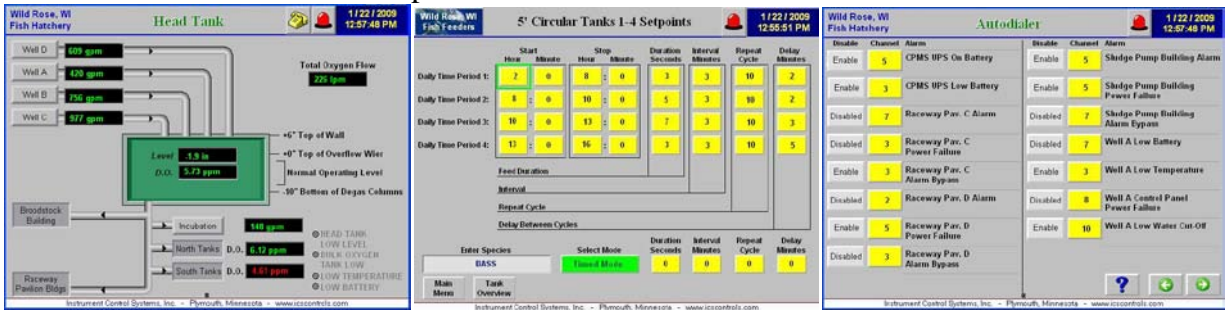 Wild Rose, WI
Fish Hatchery
Head Tank
1 / 22 / 2009
12:57:48 PM
Well D 609 gpm
Well A 420 gpm
Well B 756 gpm
Well C 977 gpm
Total Oxygen Flow
225 lpm
Level -1.9 in
D.O. 5.73 ppm
+6" Top of Wall
+0" Top of Overflow Wier
Normal Operating Level
-10" Bottom of Degas Columns
Broodstock
Building
Raceway
Pavilion Bldgs
Incubation 148 gpm
North Tanks D.O. 6.12 ppm
South Tanks D.O. 4.61 ppm
HEAD TANK
LOW LEVEL
BULK OXYGEN
TANK LOW
LOW TEMPERATURE
LOW BATTERY
Instrument Control Systems, Inc. - Plymouth, Minnesota - www.icscontrols.com
Wild Rose, WI
Fish Feeders
5' Circular Tanks 1-4 Setpoints
1 / 22 / 2009
12:55:51 PM
Start Stop Duration Interval Repeat Delay
Hour Minute Hour Minute Seconds Minutes Cycle Minutes
Daily Time Period 1: 2 : 0 8 : 0 3 3 10 2
Daily Time Period 2: 8 : 0 10 : 0 5 3 10 2
Daily Time Period 3: 10 : 0 13 : 0 7 3 10 3
Daily Time Period 4: 13 : 0 16 : 0 3 3 10 5
Feed Duration
Interval
Repeat Cycle
Delay Between Cycles
Enter Species Select Mode Duration Seconds Interval Minutes Repeat Cycle Delay Minutes
BASS Timed Mode 0 0 0 0
Main
Menu
Tank
Overview
Instrument Control Systems, Inc. - Plymouth, Minnesota - www.icscontrols.com
Wild Rose, WI
Fish Hatchery
Autodialer
1 / 22 / 2009
12:57:48 PM
Disable Channel Alarm
Enable 5 CPMS UPS On Battery
Enable 3 CPMS UPS Low Battery
Disabled 7 Raceway Pav. C Alarm
Disabled 3 Raceway Pav. C
Power Failure
Enable 3 Raceway Pav. C
Alarm Bypass
Disabled 2 Raceway Pav. D Alarm
Enable 5 Raceway Pav. D
Power Failure
Disabled 3 Raceway Pav. D
Alarm Bypass
Disable Channel Alarm
Enable 5 Sludge Pump Building Alarm
Enable 5 Sludge Pump Building
Power Failure
Disabled 7 Sludge Pump Building
Alarm Bypass
Disabled 7 Well A Low Battery
Enable 3 Well A Low Temperature
Disabled 8 Well A Control Panel
Power Failure
Enable 10 Well A Low Water Cut-Off
?
Instrument Control Systems, Inc. - Plymouth, Minnesota - www.icscontrols.com